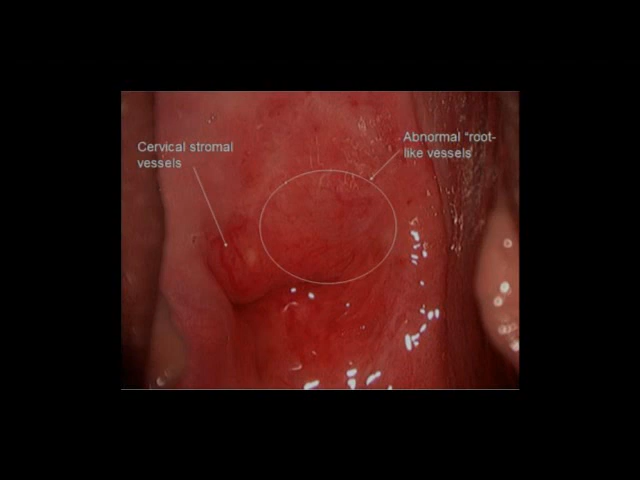 Cervical stromal
vessels
Abnormal “root-
like vessels